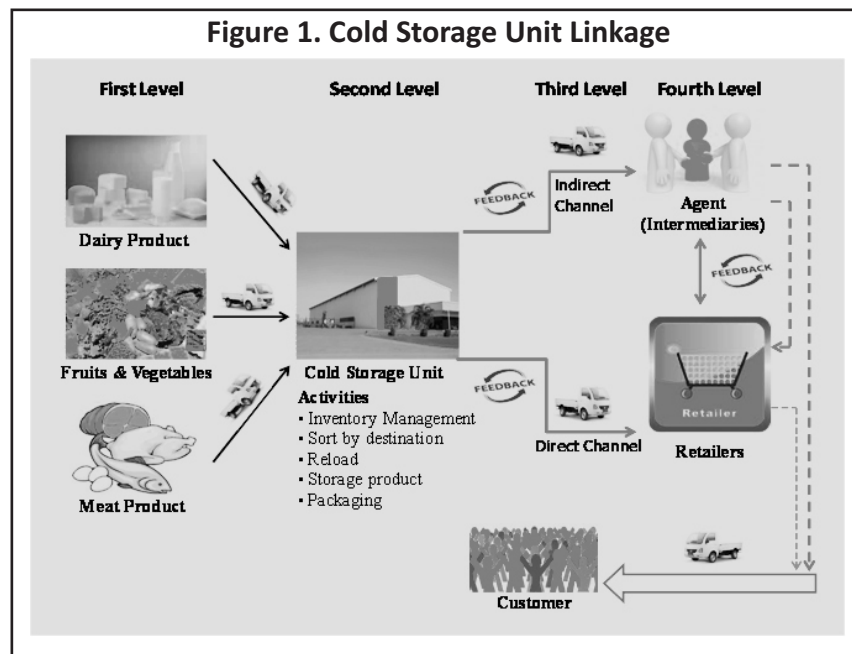 Figure 1. Cold Storage Unit Linkage
First Level
Second Level
Third Level
Fourth Level
Dairy Product
Fruits & Vegetables
Meat Product
Cold Storage Unit
Activities
▪ Inventory Management
▪ Sort by destination
▪ Reload
▪ Storage product
▪ Packaging
FEEDBACK
Indirect
Channel
Agent
(Intermediaries)
FEEDBACK
FEEDBACK
Direct Channel
Retailer
Retailers
Customer